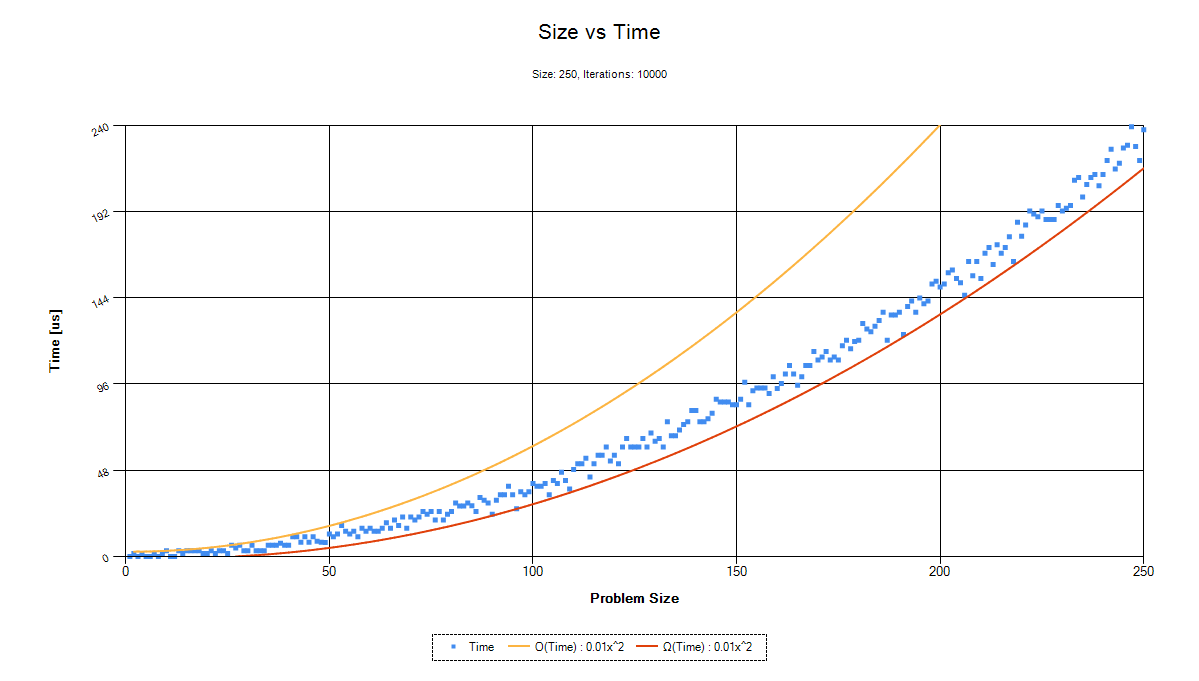 Size vs Time
Size: 250, Iterations: 10000
240
192
144
96
48
0
Time [us]
0 50 100 150 200 250
Problem Size
Time O(Time) : 0.01x^2 Ω(Time) : 0.01x^2